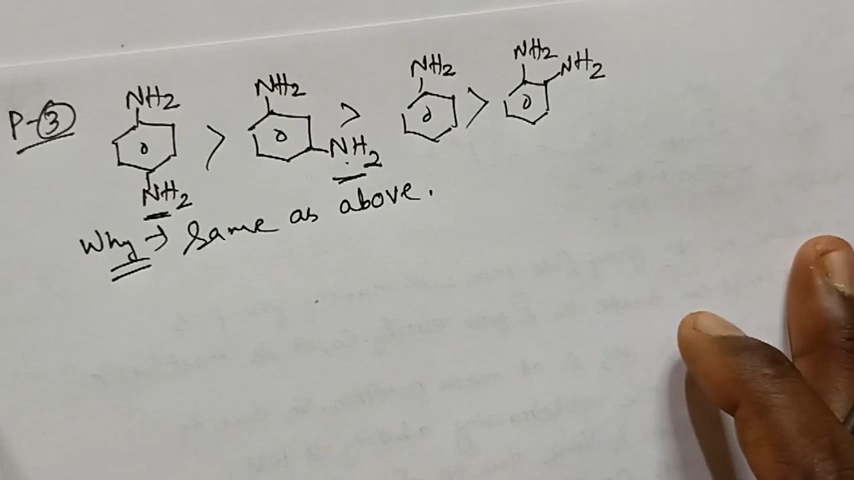 P-③
NH2 > NH2 > NH2 > NH2 NH2
NH2 NH2
Why → Same as above.